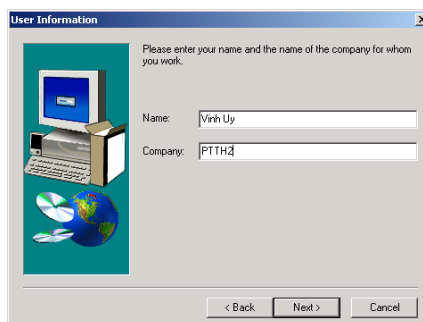 User Information
Please enter your name and the name of the company for whom
you work.
Name: Vinh Uy
Company: PTTH2
< Back Next > Cancel